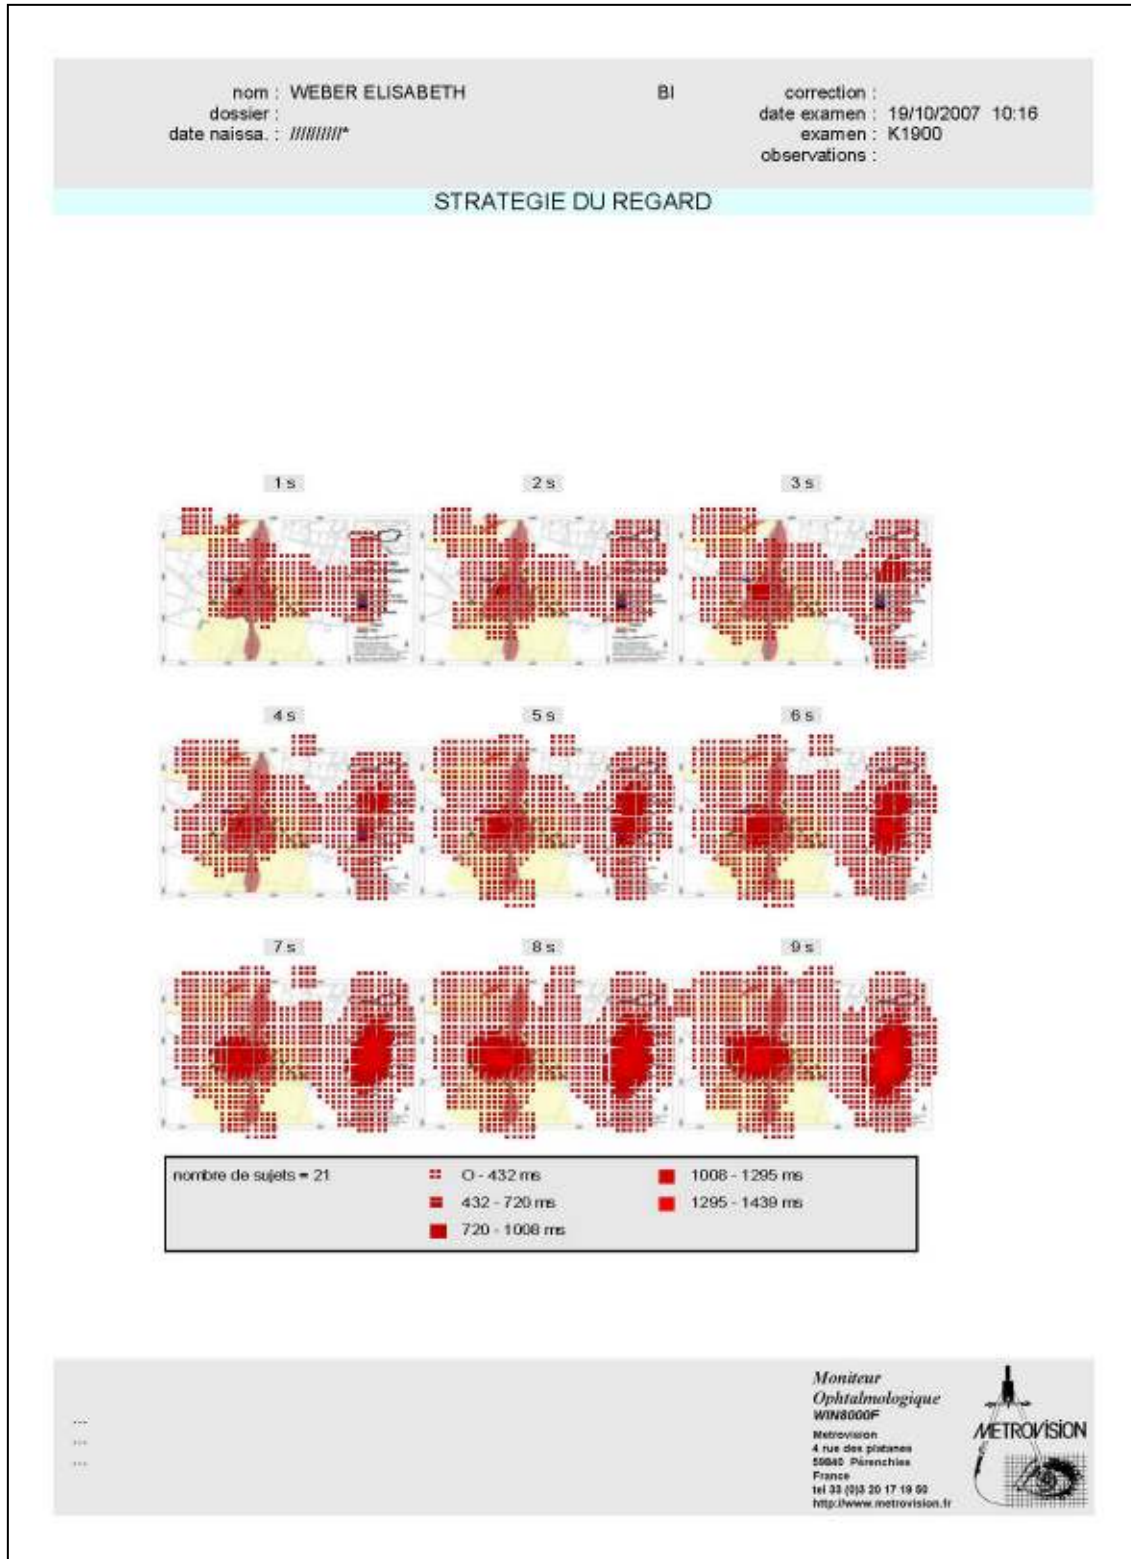 nom : WEBER ELISABETH BI correction :
dossier : date examen : 19/10/2007 10:16
date naissa. : //////////* examen : K1900
observations :
STRATEGIE DU REGARD
1 s 2 s 3 s
4 s 5 s 6 s
7 s 8 s 9 s
nombre de sujets = 21 O - 432 ms 1008 - 1295 ms
432 - 720 ms 1295 - 1439 ms
720 - 1008 ms
Moniteur
Ophtalmologique
WIN8000F
Metrovision
4 rue des platanes
59840 Pérenchies
France
tel 33 (0)3 20 17 19 50
http://www.metrovision.fr
METROVISION
...
...
...